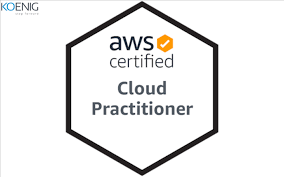 KOENIG
aws
certified
Cloud
Practitioner